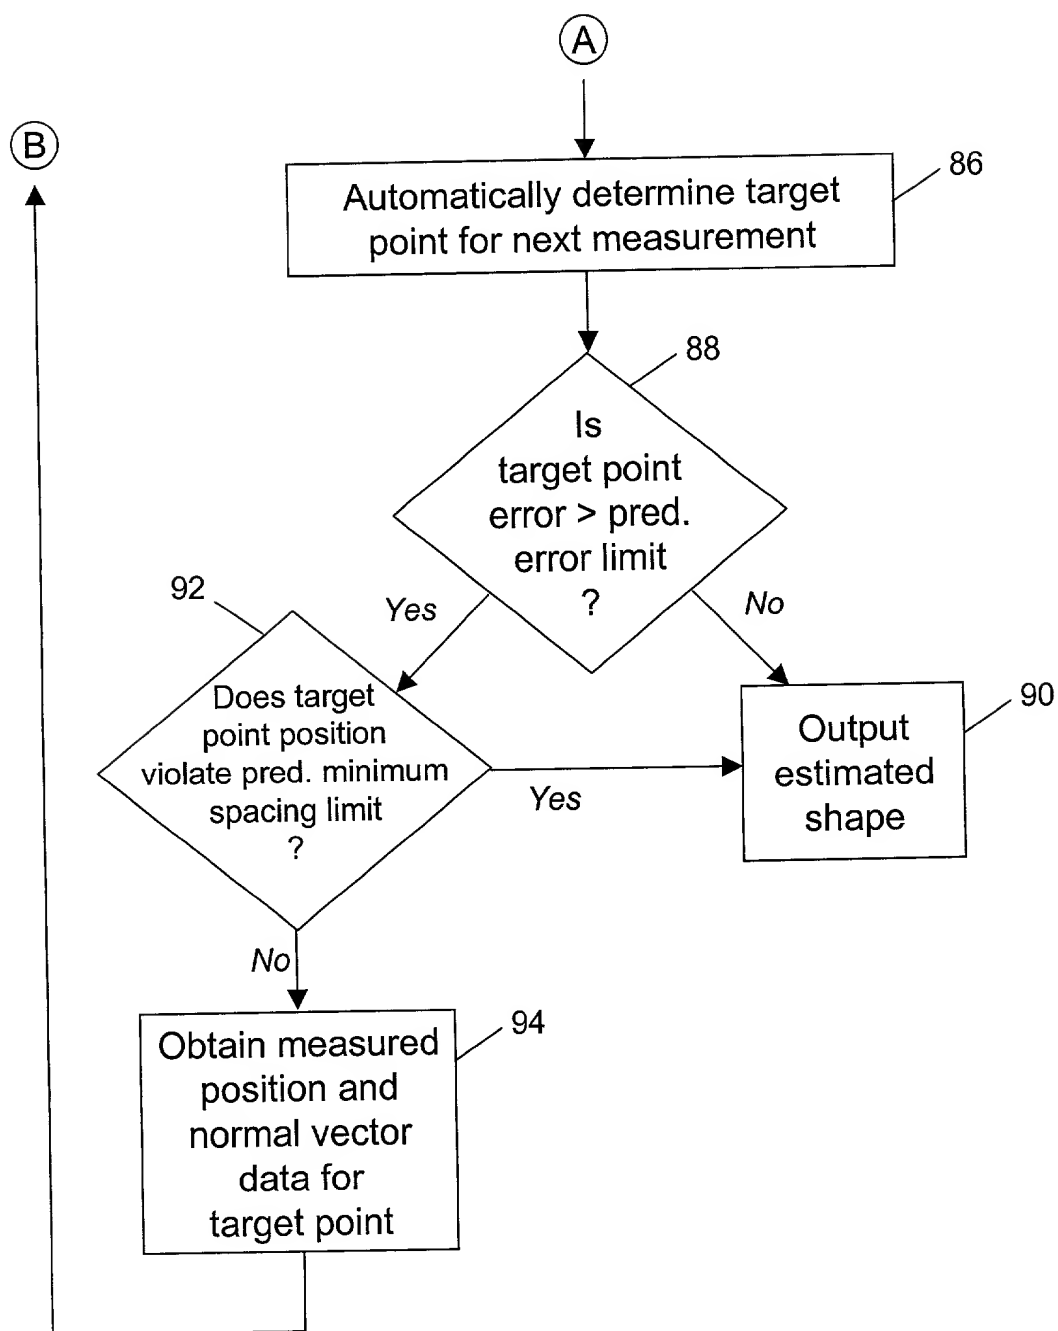 A
B
86
Automatically determine target
point for next measurement
88
Is
target point
error > pred.
error limit
?
92
Yes
No
Does target
point position
violate pred. minimum
spacing limit
?
90
Output
estimated
shape
Yes
No
94
Obtain measured
position and
normal vector
data for
target point